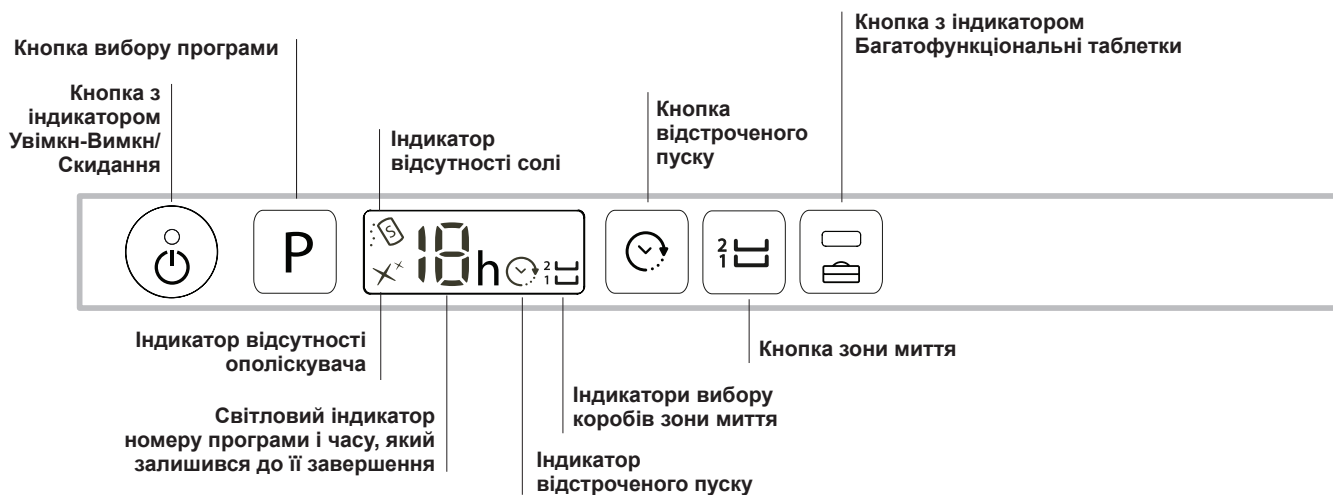 Кнопка вибору програми
Кнопка з
індикатором
Увімкн-Вимкн/
Скидання
Індикатор
відсутності солі
Кнопка
відстроченого
пуску
Кнопка з індикатором
Багатофункціональні таблетки
P
S
18h
2
1
2
1
Індикатор відсутності
ополіскувача
Світловий індикатор
номеру програми і часу, який
залишився до її завершення
Індикатор
відстроченого пуску
Індикатори вибору
коробів зони миття
Кнопка зони миття